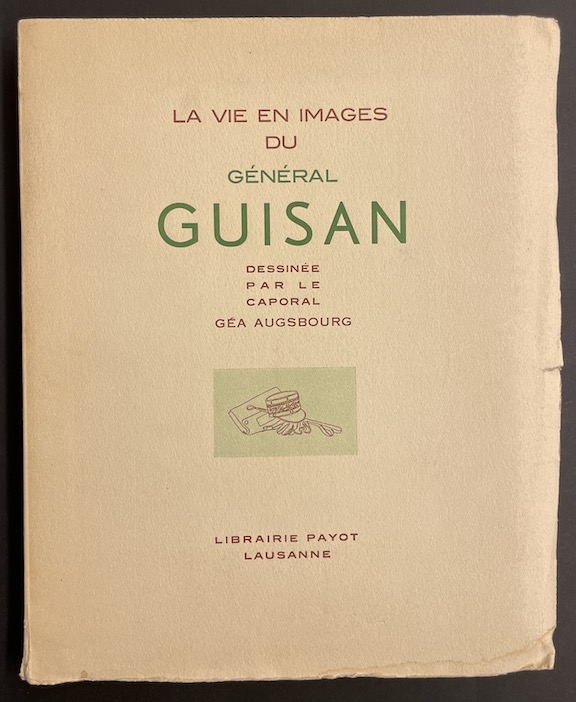 LA VIE EN IMAGES
DU
GÉNÉRAL
GUISAN
DESSINÉE
PAR LE
CAPORAL
GÉA AUGSBOURG
LIBRAIRIE PAYOT
LAUSANNE